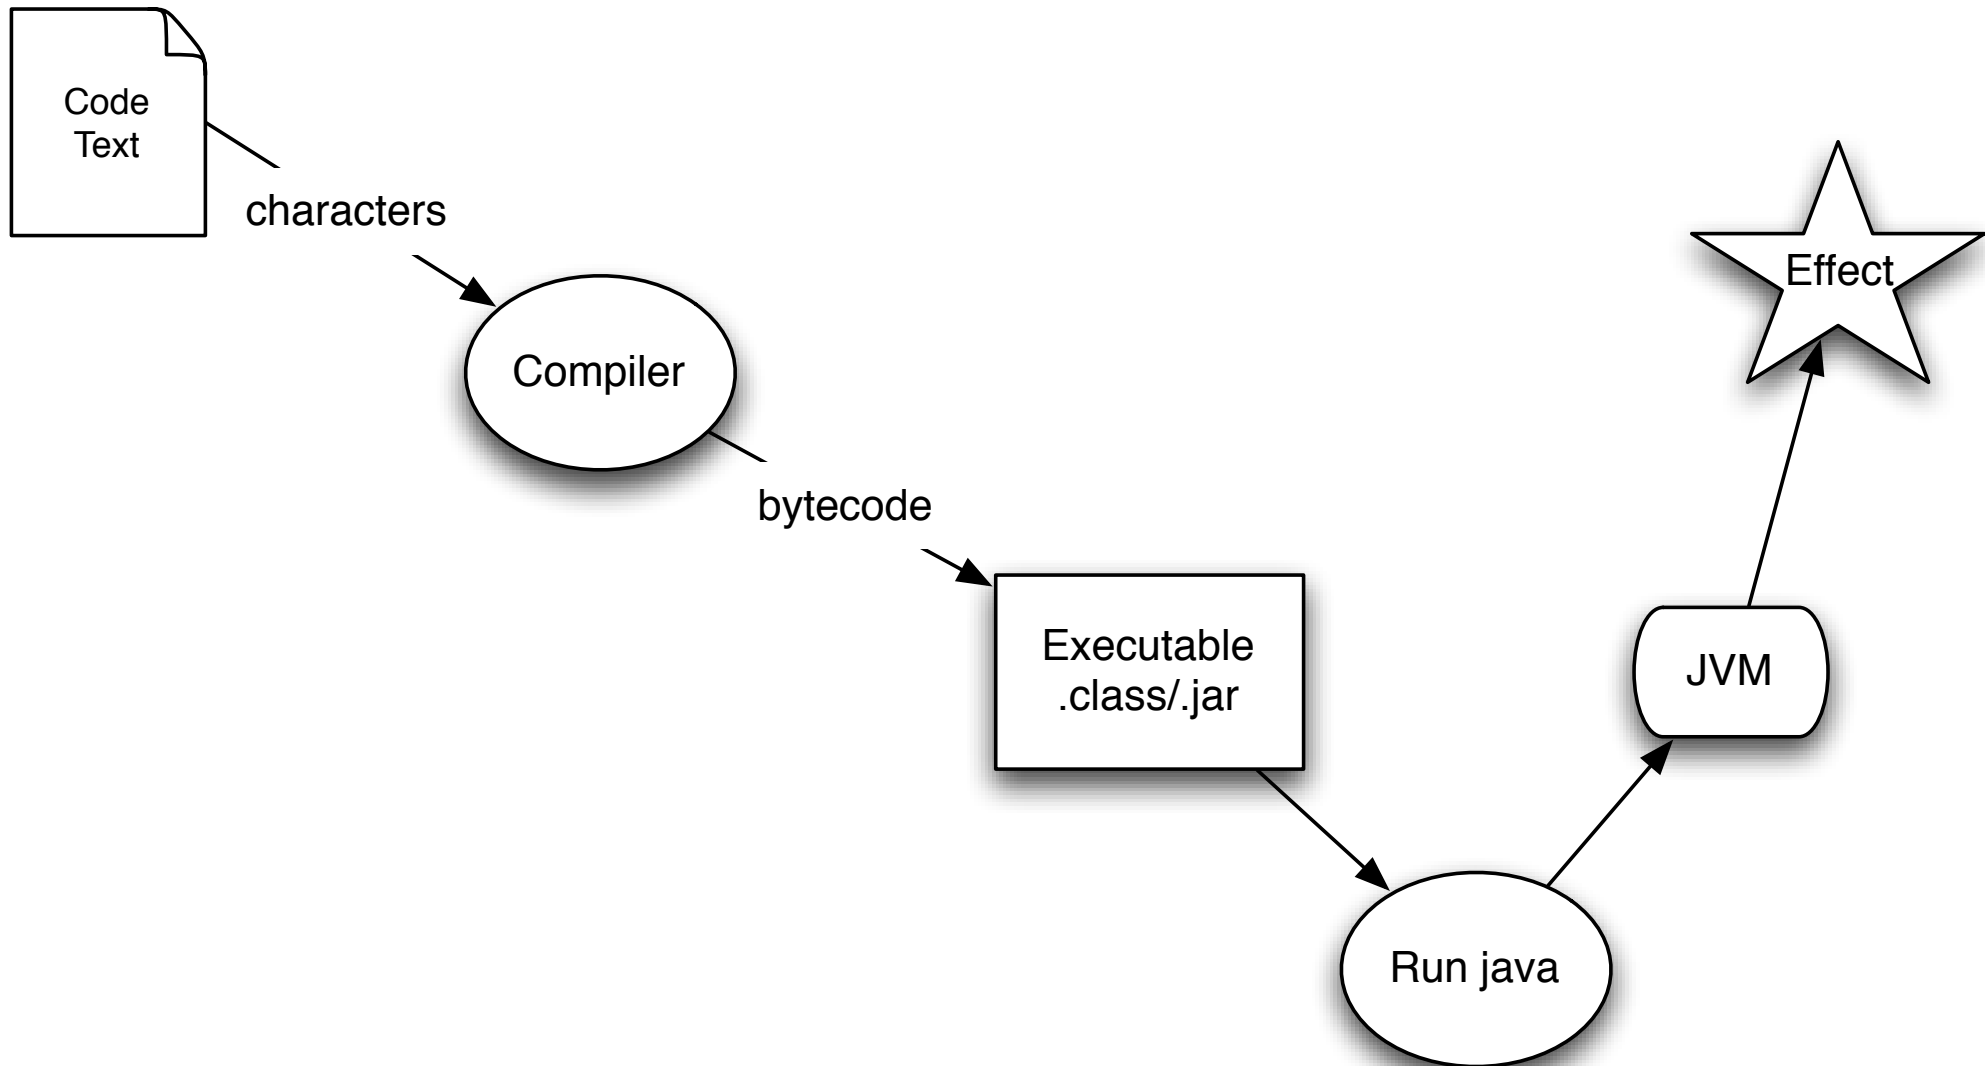 Code
Text
characters
Compiler
bytecode
Executable
.class/.jar
Run java
JVM
Effect